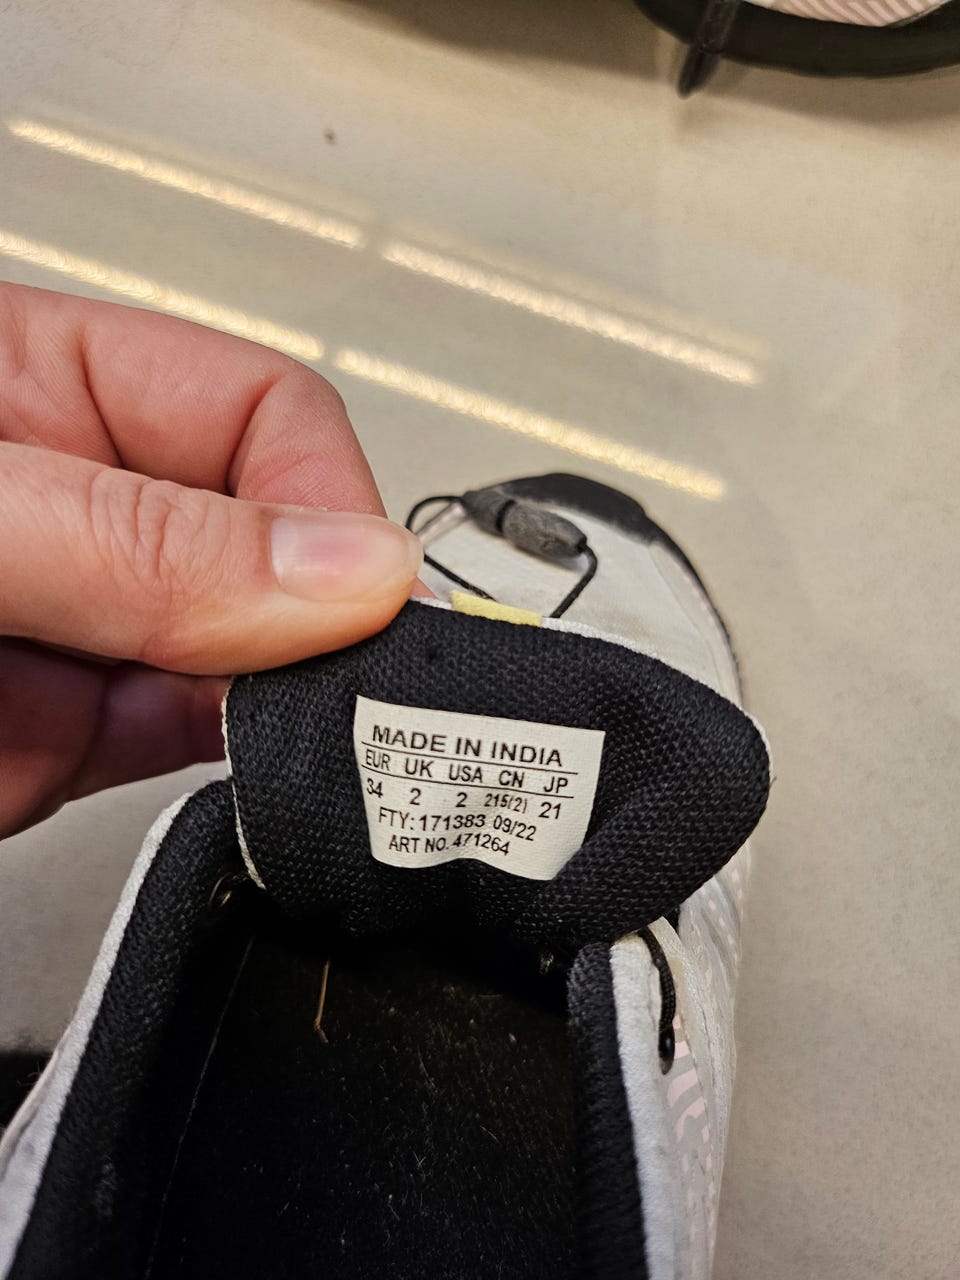 MADE IN INDIA
EUR UK USA CN JP
34 2 2 215(2) 21
FTY: 171383 09/22
ART NO. 471264